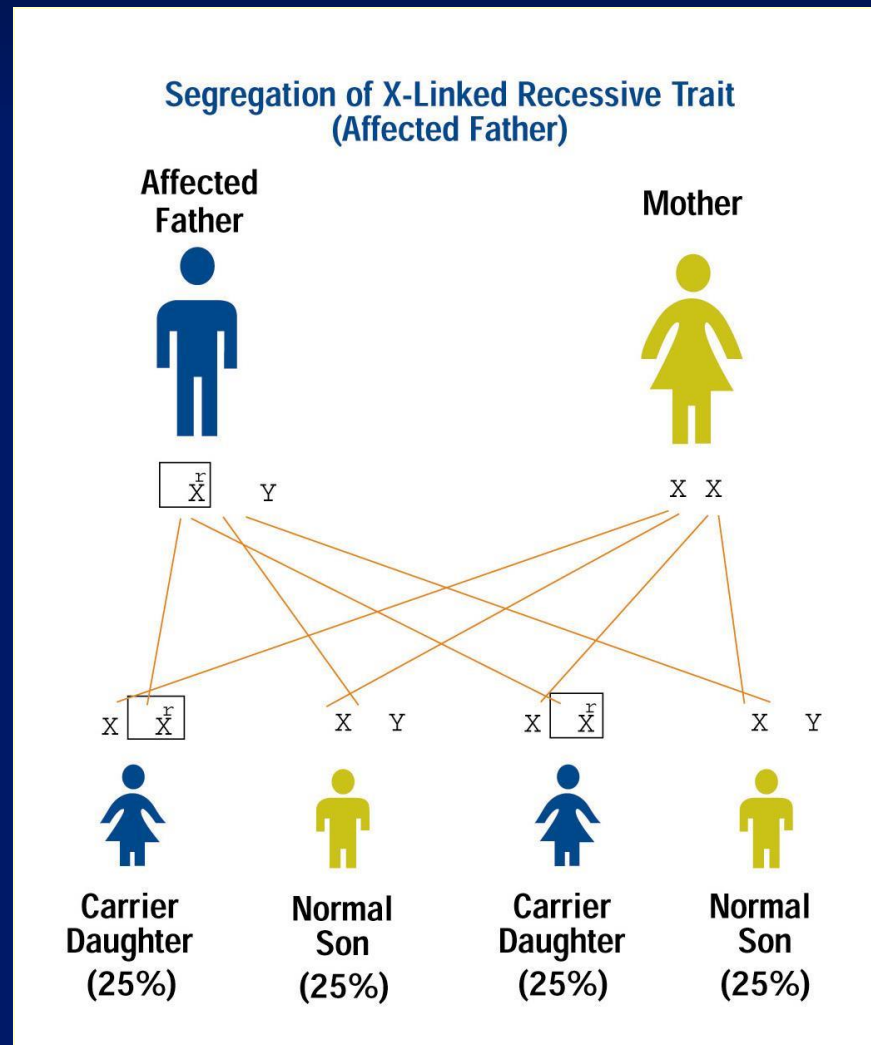 Segregation of X-Linked Recessive Trait
(Affected Father)
Affected
Father
Mother
r
X Y
X X
X r
X
X Y
X r
X
X Y
Carrier
Daughter
(25%)
Normal
Son
(25%)
Carrier
Daughter
(25%)
Normal
Son
(25%)